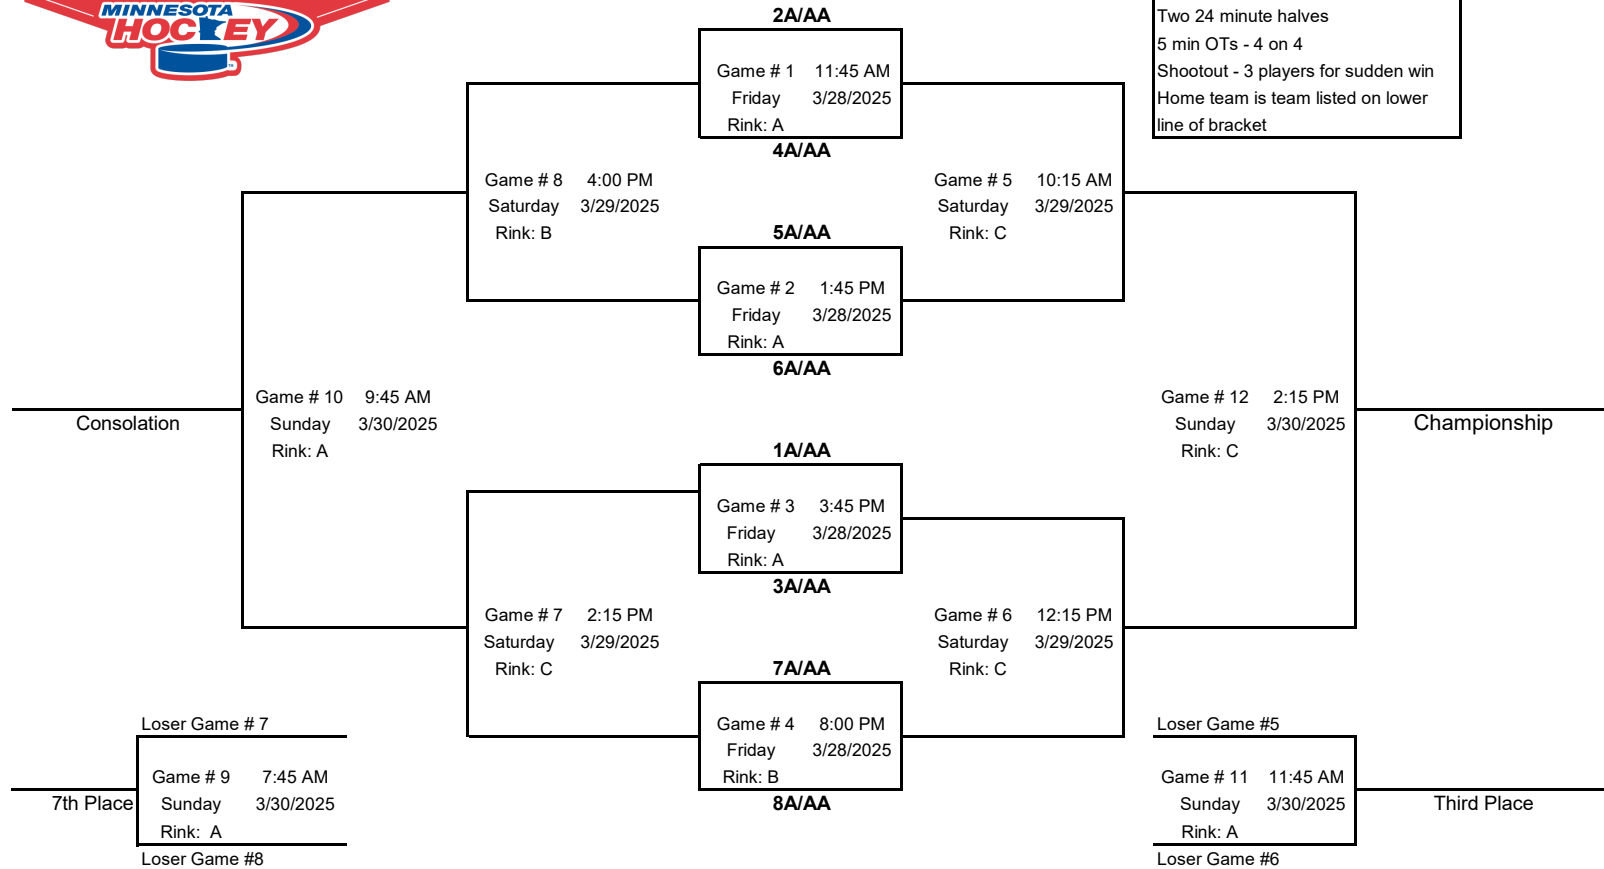 MINNESOTA
HOCKEY
2A/AA
Two 24 minute halves
5 min OTs - 4 on 4
Shootout - 3 players for sudden win
Home team is team listed on lower
line of bracket
Game # 1 11:45 AM
Friday 3/28/2025
Rink: A
4A/AA
Game # 8 4:00 PM
Saturday 3/29/2025
Rink: B
Game # 5 10:15 AM
Saturday 3/29/2025
Rink: C
5A/AA
Game # 2 1:45 PM
Friday 3/28/2025
Rink: A
6A/AA
Game # 10 9:45 AM
Sunday 3/30/2025
Rink: A
Consolation
Game # 12 2:15 PM
Sunday 3/30/2025
Rink: C
Championship
1A/AA
Game # 3 3:45 PM
Friday 3/28/2025
Rink: A
3A/AA
Game # 7 2:15 PM
Saturday 3/29/2025
Rink: C
Game # 6 12:15 PM
Saturday 3/29/2025
Rink: C
7A/AA
Game # 4 8:00 PM
Friday 3/28/2025
Rink: B
8A/AA
Loser Game # 7
Game # 9 7:45 AM
Sunday 3/30/2025
Rink: A
7th Place
Loser Game #8
Loser Game #5
Game # 11 11:45 AM
Sunday 3/30/2025
Rink: A
Third Place
Loser Game #6